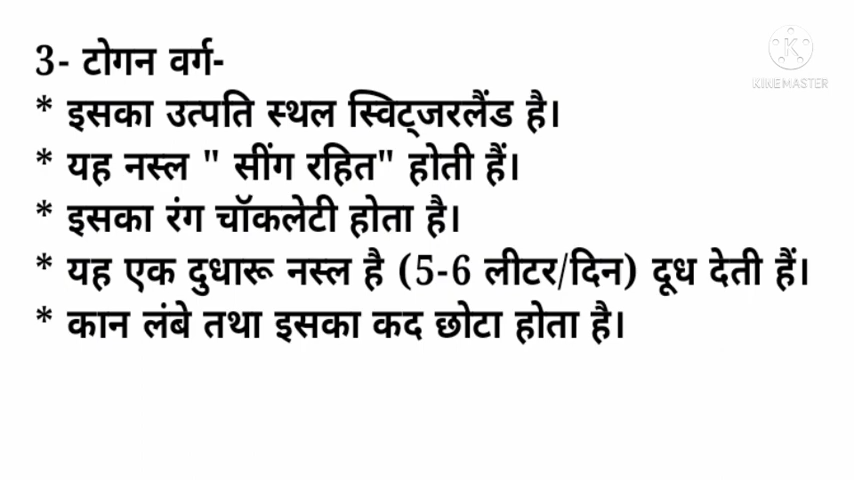 3- टोगन वर्ग-
KINEMASTER
* इसका उत्पति स्थल स्विट्जरलैंड है।
* यह नस्ल " सींग रहित" होती हैं।
* इसका रंग चॉकलेटी होता है।
* यह एक दुधारू नस्ल है (5-6 लीटर/दिन) दूध देती हैं।
* कान लंबे तथा इसका कद छोटा होता है।